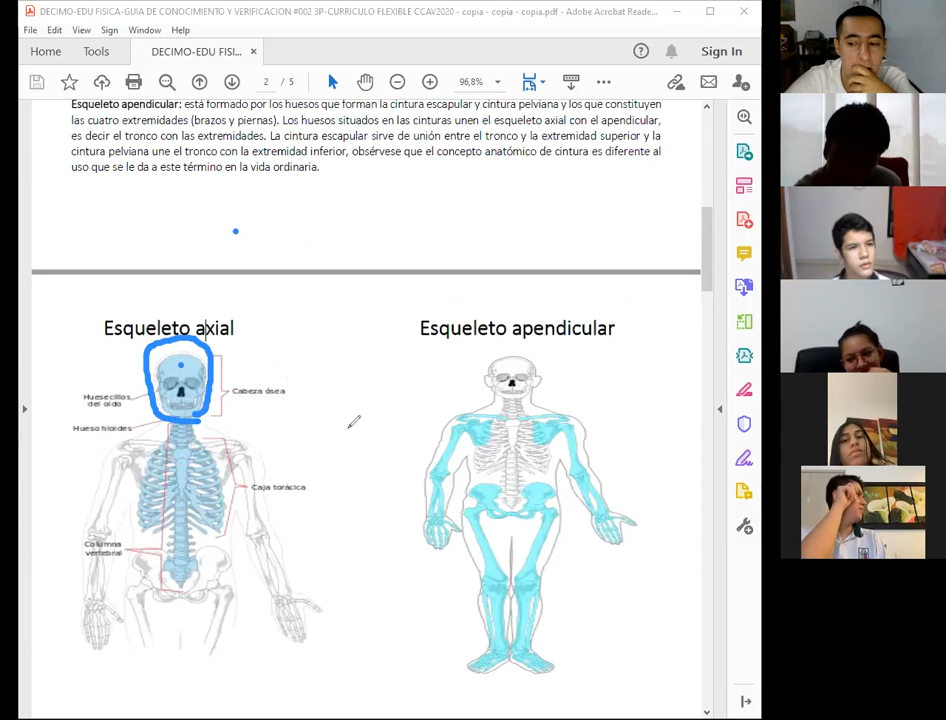 DECIMO-EDU FISICA-GUIA DE CONOCIMIENTO Y VERIFICACION #002 3P-CURRICULO FLEXIBLE CCAV2020 - copia - copia - copia.pdf - Adobe Acrobat Reade...
File Edit View Sign Window Help
Home Tools DECIMO-EDU FISI... × Sign In
2 / 5 96,8%
Esqueleto apendicular: está formado por los huesos que forman la cintura escapular y cintura pelviana y los que constituyen
las cuatro extremidades (brazos y piernas). Los huesos situados en las cinturas unen el esqueleto axial con el apendicular,
es decir el tronco con las extremidades. La cintura escapular sirve de unión entre el tronco y la extremidad superior y la
cintura pelviana une el tronco con la extremidad inferior, obsérvese que el concepto anatómico de cintura es diferente al
uso que se le da a este término en la vida ordinaria.
Esqueleto axial
Esqueleto apendicular
Cabeza ósea
Huesecillos
del oído
Hueso hioides
Caja torácica
Columna
vertebral